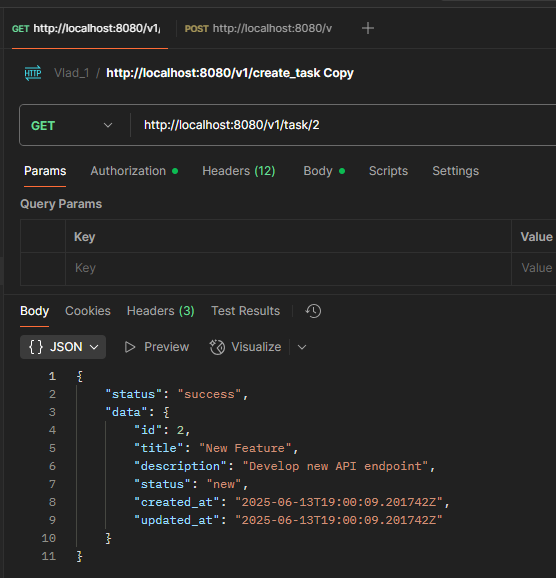 GET http://localhost:8080/v1/ POST http://localhost:8080/v
HTTP Vlad_1 / http://localhost:8080/v1/create_task Copy
GET http://localhost:8080/v1/task/2
Params Authorization Headers (12) Body Scripts Settings
Query Params
Key Value
Key Value
Body Cookies Headers (3) Test Results
{} JSON Preview Visualize
1 {
2 "status": "success",
3 "data": {
4 "id": 2,
5 "title": "New Feature",
6 "description": "Develop new API endpoint",
7 "status": "new",
8 "created_at": "2025-06-13T19:00:09.201742Z",
9 "updated_at": "2025-06-13T19:00:09.201742Z"
10 }
11 }